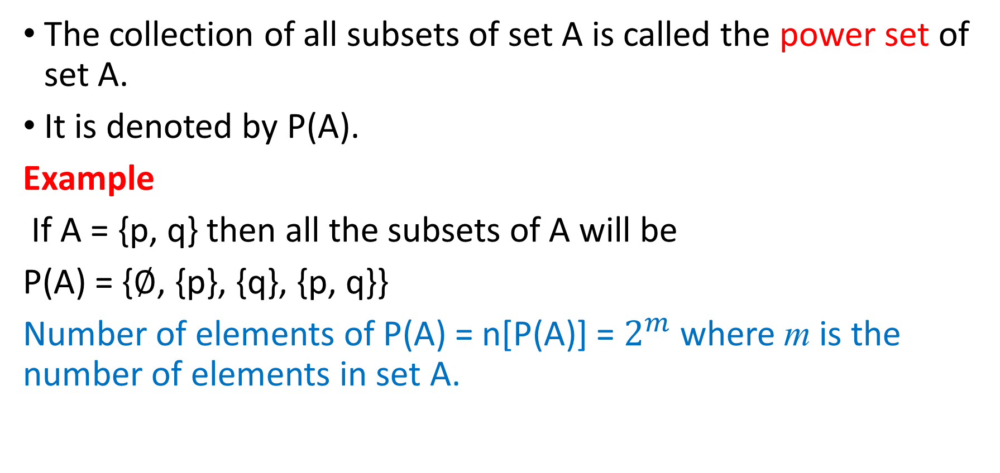 • The collection of all subsets of set A is called the power set of
set A.
• It is denoted by P(A).
Example
If A = {p, q} then all the subsets of A will be
P(A) = {∅, {p}, {q}, {p, q}}
Number of elements of P(A) = n[P(A)] = 2^m where m is the
number of elements in set A.